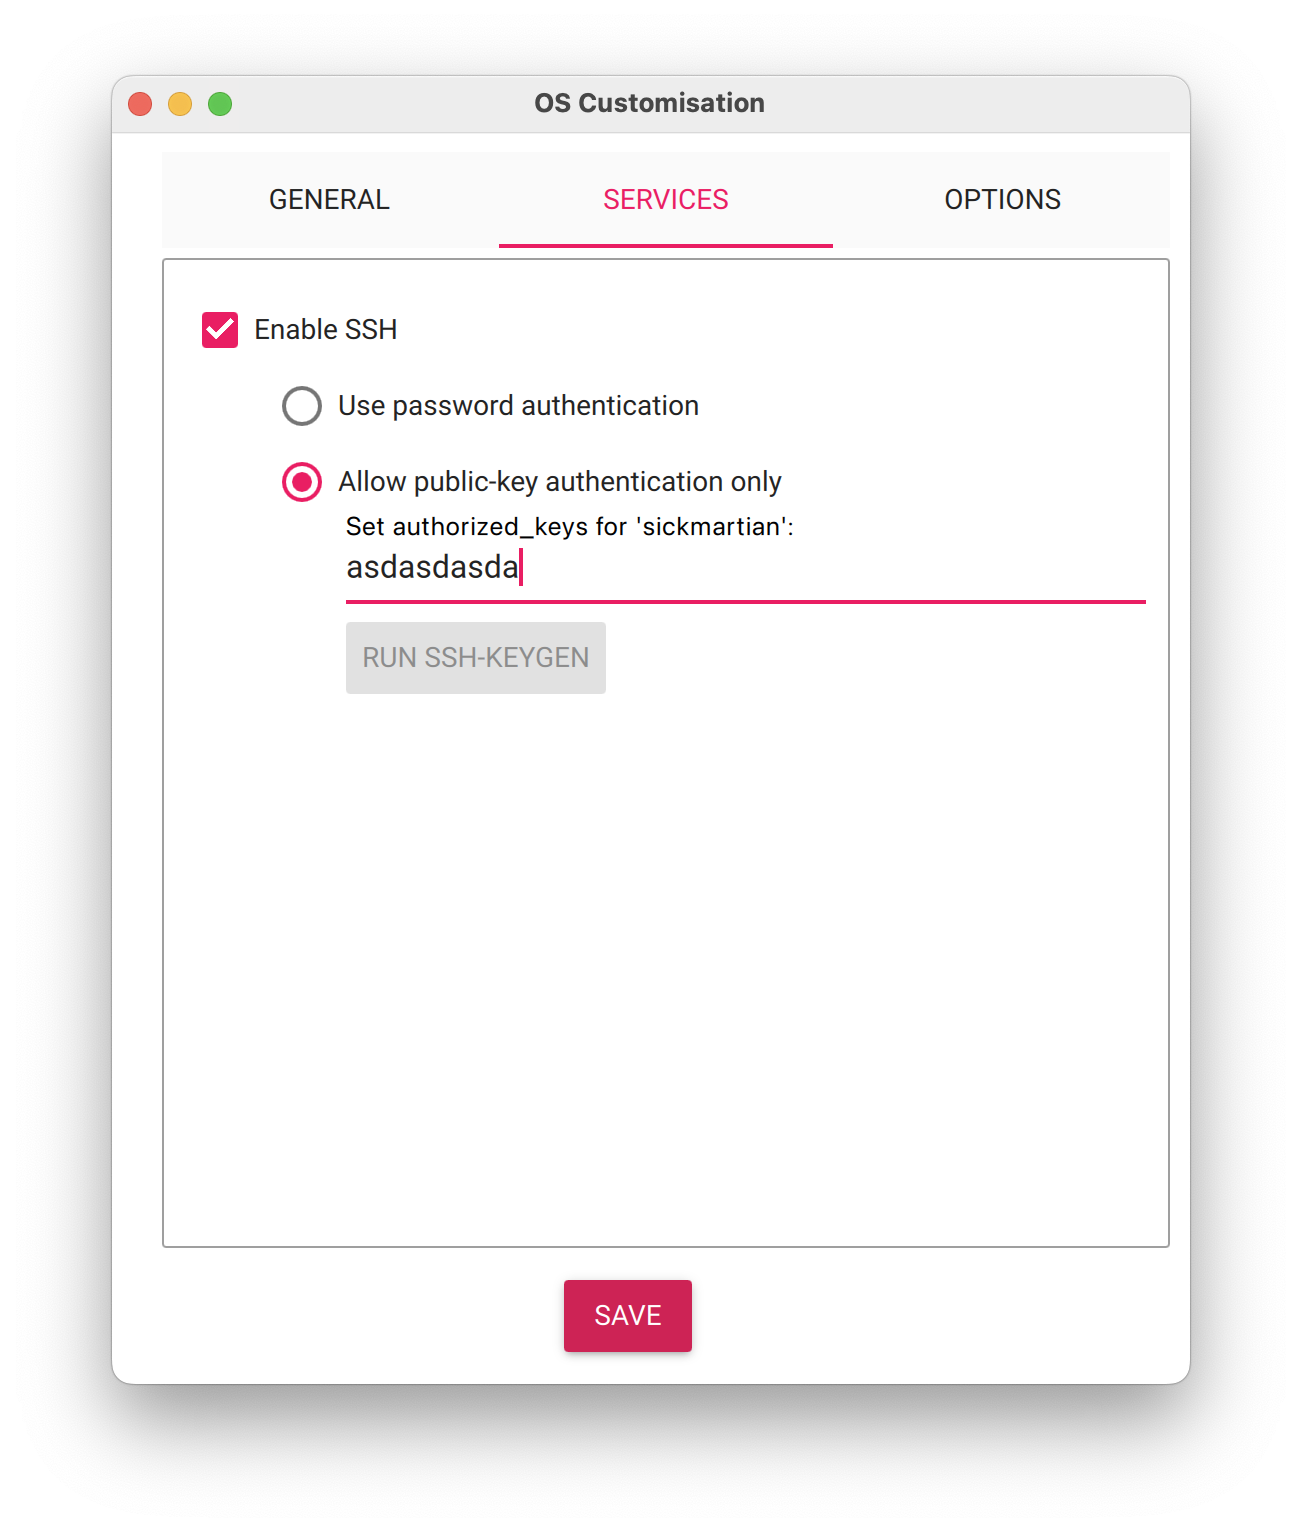 OS Customisation
GENERAL
SERVICES
OPTIONS
Enable SSH
Use password authentication
Allow public-key authentication only
Set authorized_keys for 'sickmartian':
asdasdasda
RUN SSH-KEYGEN
SAVE